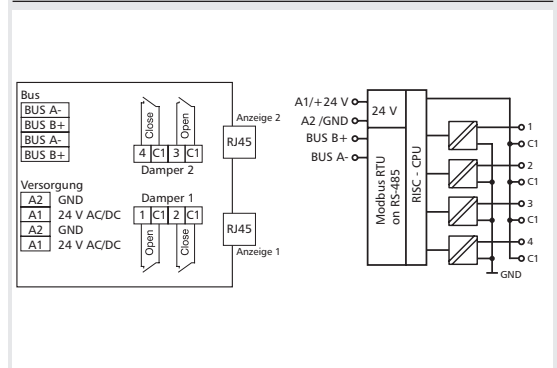 Bus
BUS A-
BUS B+
BUS A-
BUS B+
Versorgung
A2 GND
A1 24 V AC/DC
A2 GND
A1 24 V AC/DC
Close
Open
4 C1 3 C1
Damper 2
Damper 1
1 C1 2 C1
Open
Close
Anzeige 2
RJ45
RJ45
Anzeige 1
A1/+24 V
A2 /GND
BUS B+
BUS A-
24 V
Modbus RTU
on RS-485
RISC - CPU
1
C1
2
C1
3
C1
4
C1
GND